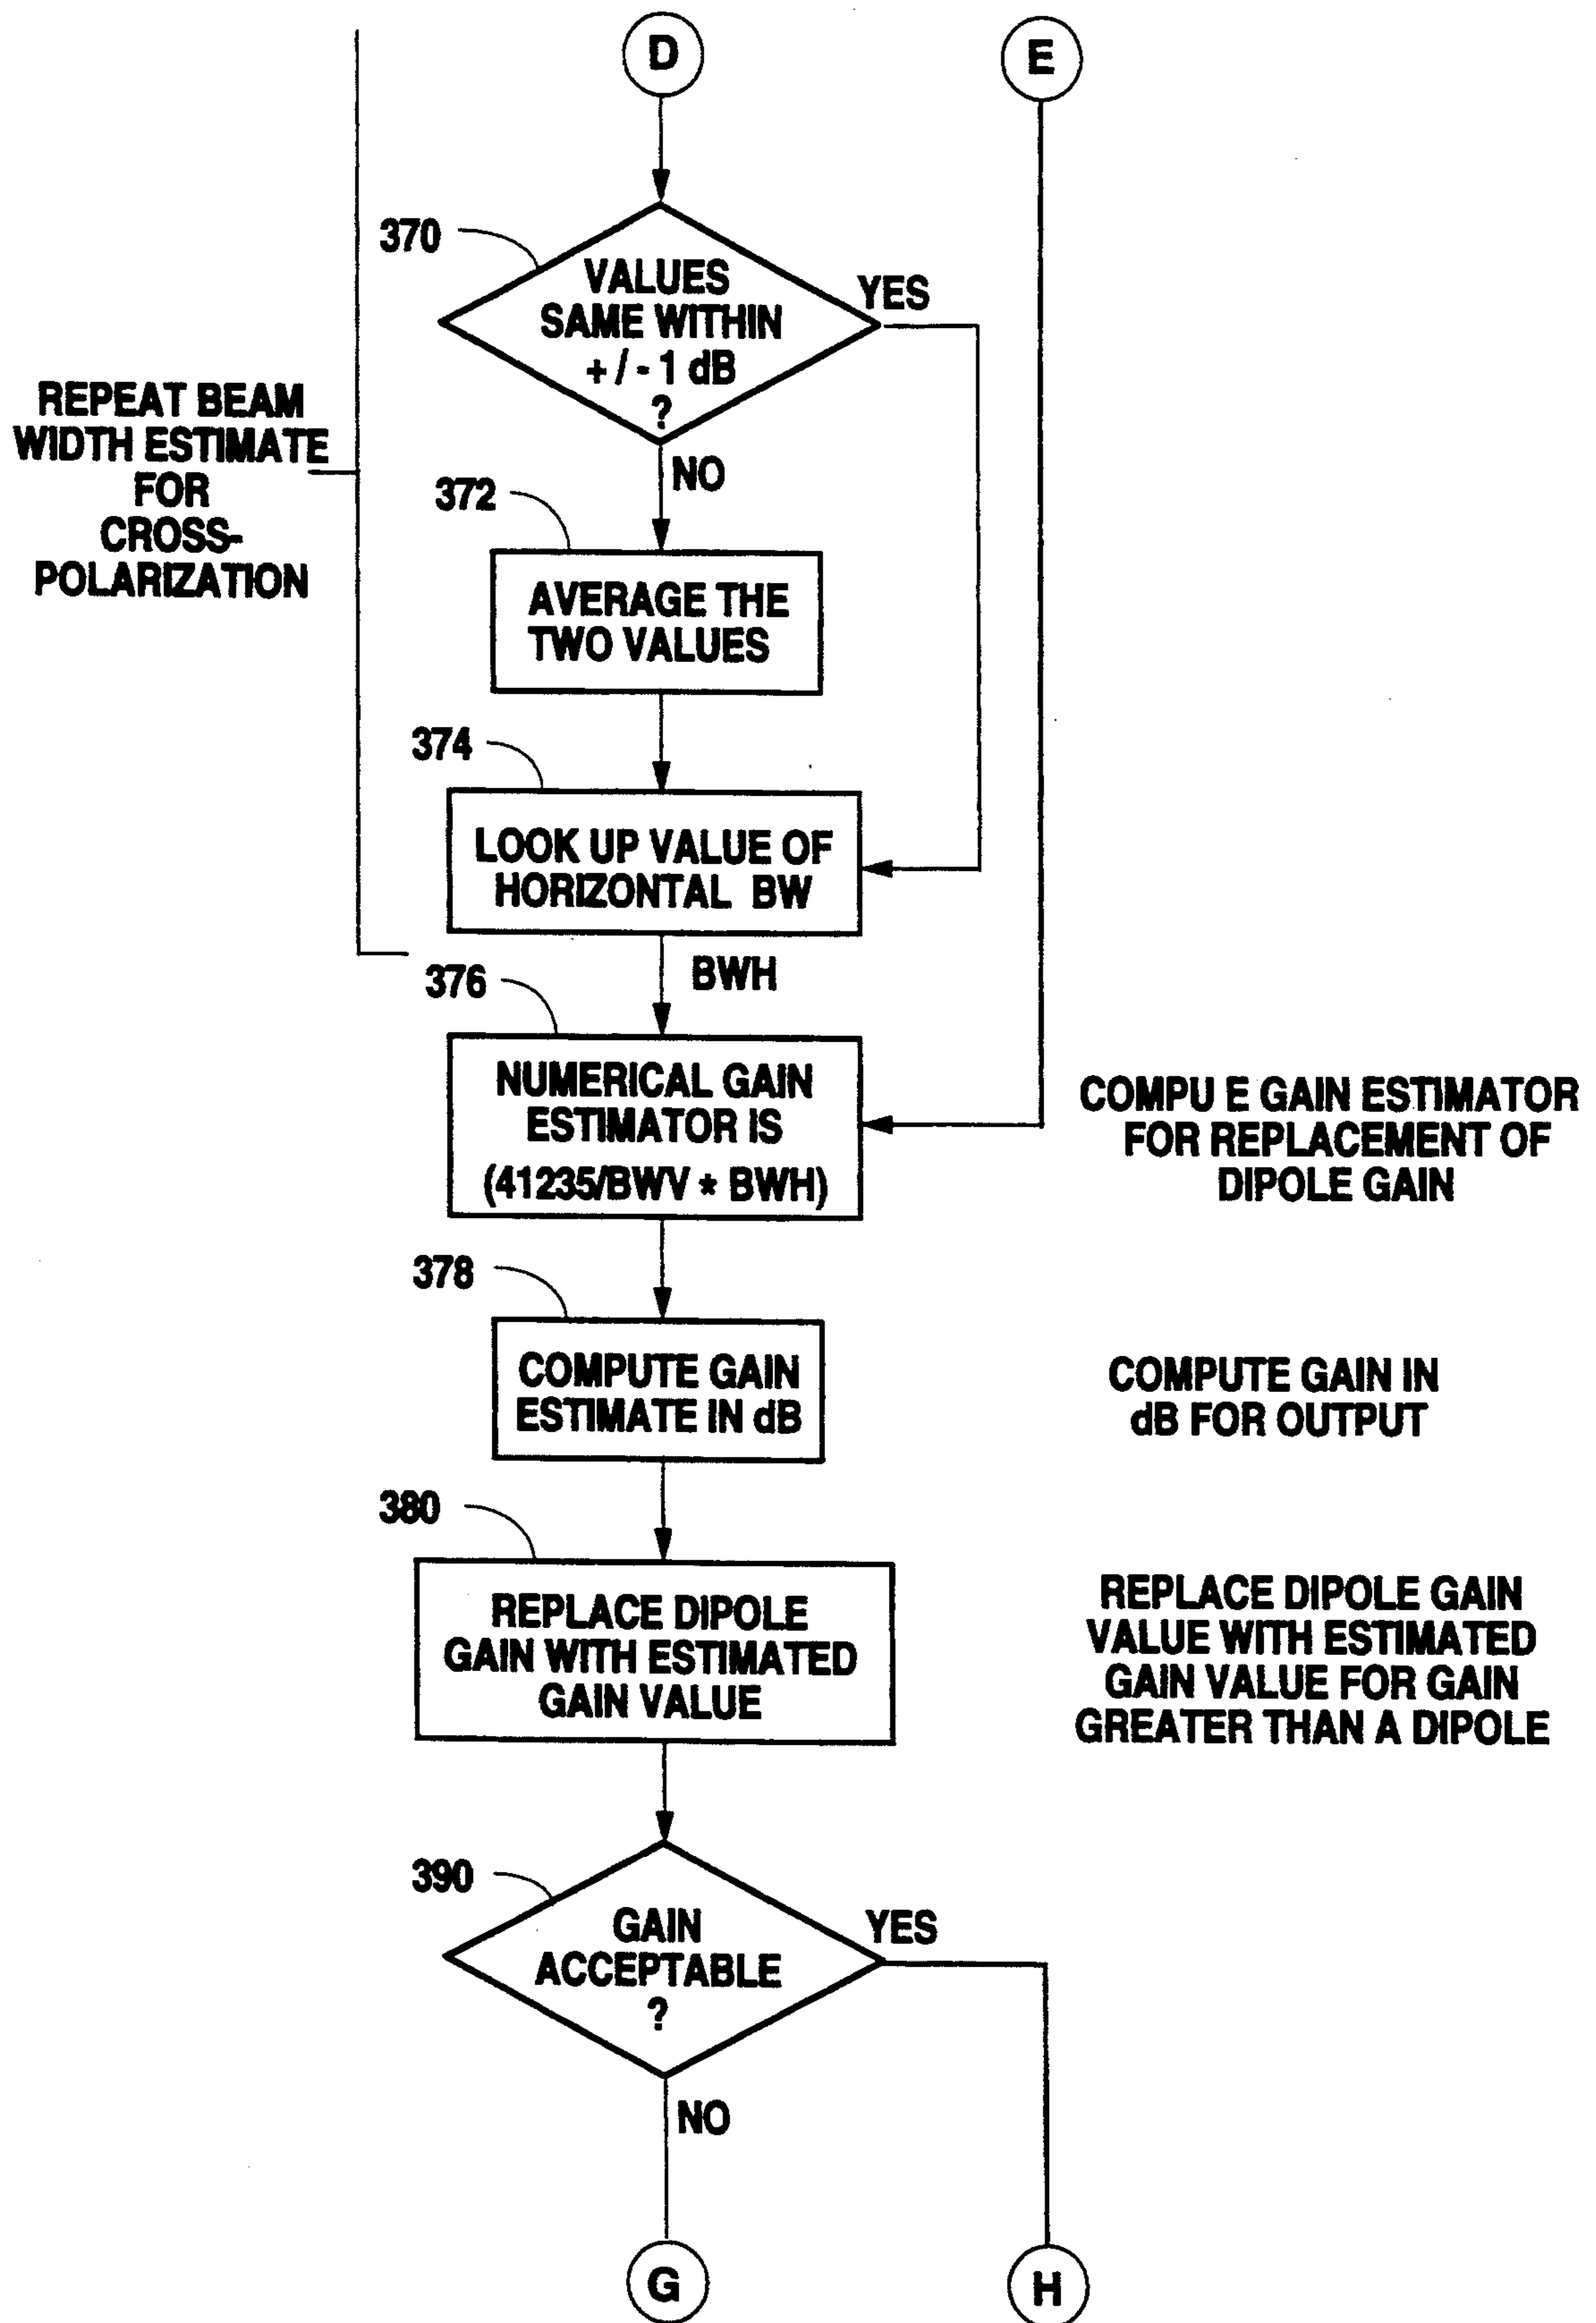 D
E
370
VALUES
SAME WITHIN
+ / - 1 dB
?
YES
NO
REPEAT BEAM
WIDTH ESTIMATE
FOR
CROSS-
POLARIZATION
372
AVERAGE THE
TWO VALUES
374
LOOK UP VALUE OF
HORIZONTAL BW
BWH
376
NUMERICAL GAIN
ESTIMATOR IS
(41235/BWV * BWH)
COMPU E GAIN ESTIMATOR
FOR REPLACEMENT OF
DIPOLE GAIN
378
COMPUTE GAIN
ESTIMATE IN dB
COMPUTE GAIN IN
dB FOR OUTPUT
380
REPLACE DIPOLE
GAIN WITH ESTIMATED
GAIN VALUE
REPLACE DIPOLE GAIN
VALUE WITH ESTIMATED
GAIN VALUE FOR GAIN
GREATER THAN A DIPOLE
390
GAIN
ACCEPTABLE
?
YES
NO
G
H